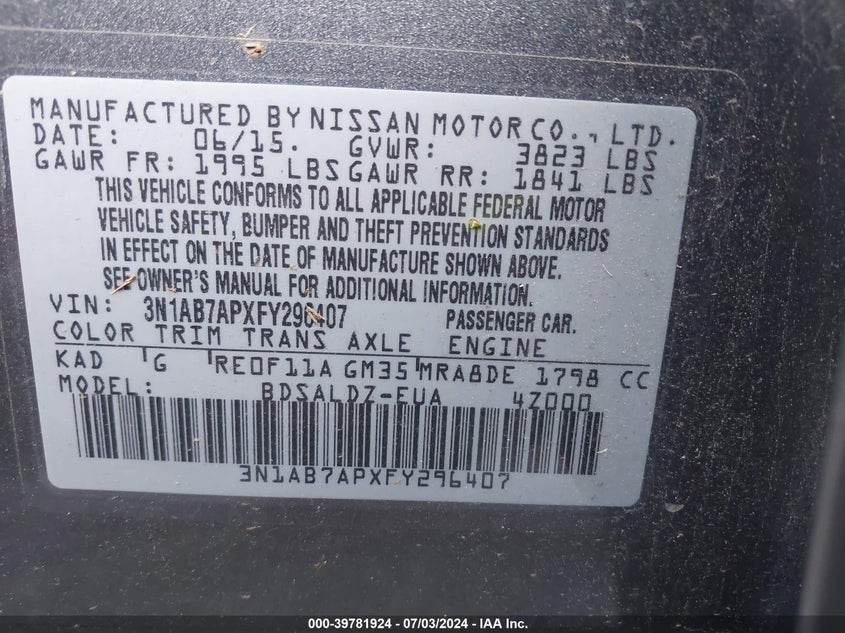 MANUFACTURED BY NISSAN MOTOR CO., LTD.
DATE: 06/15. GVWR: 3823 LBS
GAWR FR: 1995 LBS GAWR RR: 1841 LBS
THIS VEHICLE CONFORMS TO ALL APPLICABLE FEDERAL MOTOR
VEHICLE SAFETY, BUMPER AND THEFT PREVENTION STANDARDS
IN EFFECT ON THE DATE OF MANUFACTURE SHOWN ABOVE.
SEE OWNER'S MANUAL FOR ADDITIONAL INFORMATION.
VIN: 3N1AB7APXFY296407 PASSENGER CAR.
COLOR TRIM TRANS AXLE ENGINE
KAD G RE0F11A GM35 MRA8DE 1798 CC
MODEL: BDSALDZ-EUA 4Z000
3N1AB7APXFY296407
000-39781924 - 07/03/2024 - IAA Inc.